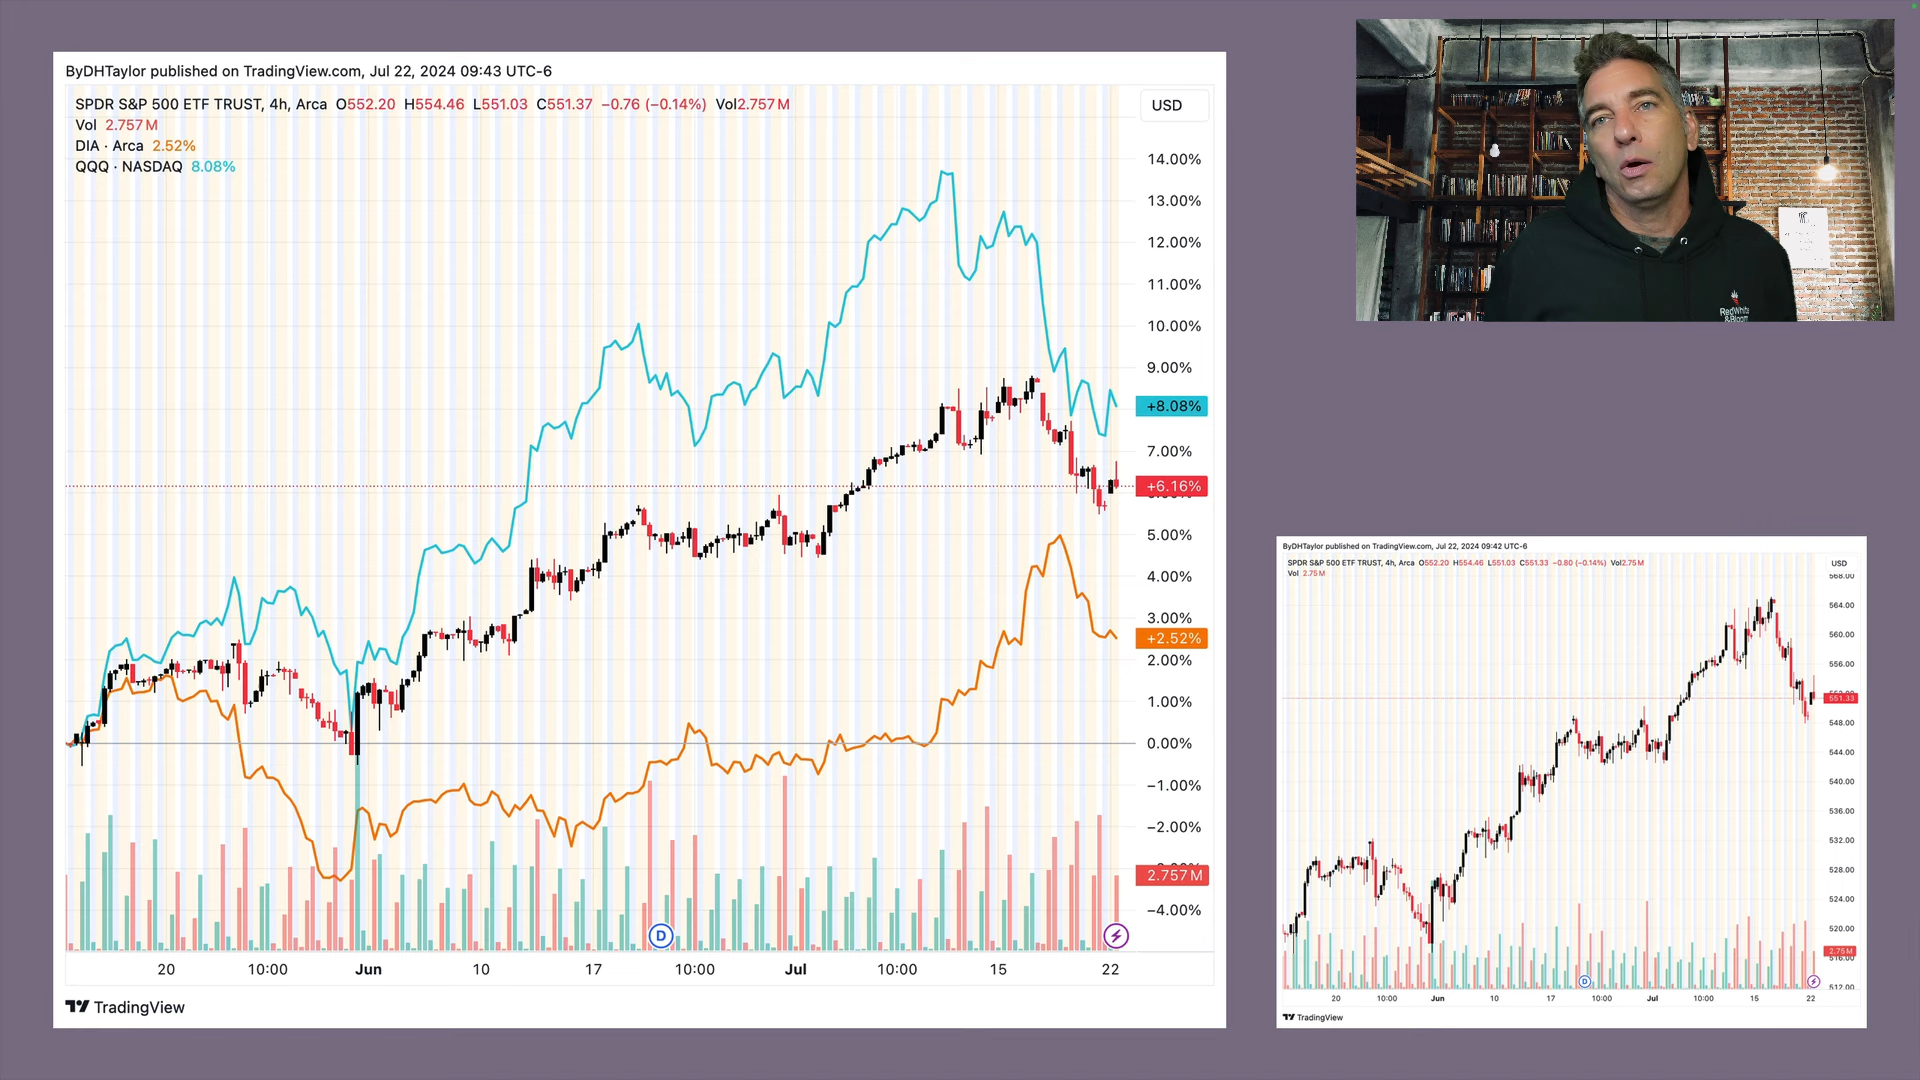 ByDHTaylor published on TradingView.com, Jul 22, 2024 09:43 UTC-6
SPDR S&P 500 ETF TRUST, 4h, Arca O552.20 H554.46 L551.03 C551.37 −0.76 (−0.14%) Vol2.757 M
USD
Vol 2.757 M
DIA · Arca 2.52%
QQQ · NASDAQ 8.08%
14.00%
13.00%
12.00%
11.00%
10.00%
9.00%
+8.08%
7.00%
+6.16%
5.00%
4.00%
3.00%
+2.52%
2.00%
1.00%
0.00%
−1.00%
−2.00%
2.757 M
−4.00%
D
20 10:00 Jun 10 17 10:00 Jul 10:00 15 22
TradingView
RedWhite
& Bloom
ByDHTaylor published on TradingView.com, Jul 22, 2024 09:42 UTC-6
SPDR S&P 500 ETF TRUST, 4h, Arca O552.20 H554.46 L551.03 C551.33 −0.80 (−0.14%) Vol2.75 M
USD
Vol 2.75 M
568.00
564.00
560.00
556.00
551.33
548.00
544.00
540.00
536.00
532.00
528.00
524.00
520.00
2.75 M
516.00
512.00
D
20 10:00 Jun 10 17 10:00 Jul 10:00 15 22
TradingView